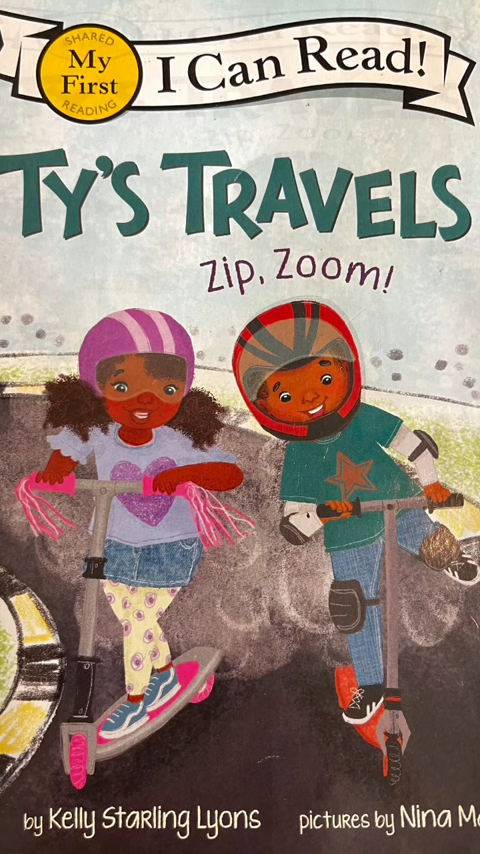 SHARED
My
First
READING
I Can Read!
TY'S TRAVELS
Zip, Zoom!
by Kelly Starling Lyons
pictures by Nina